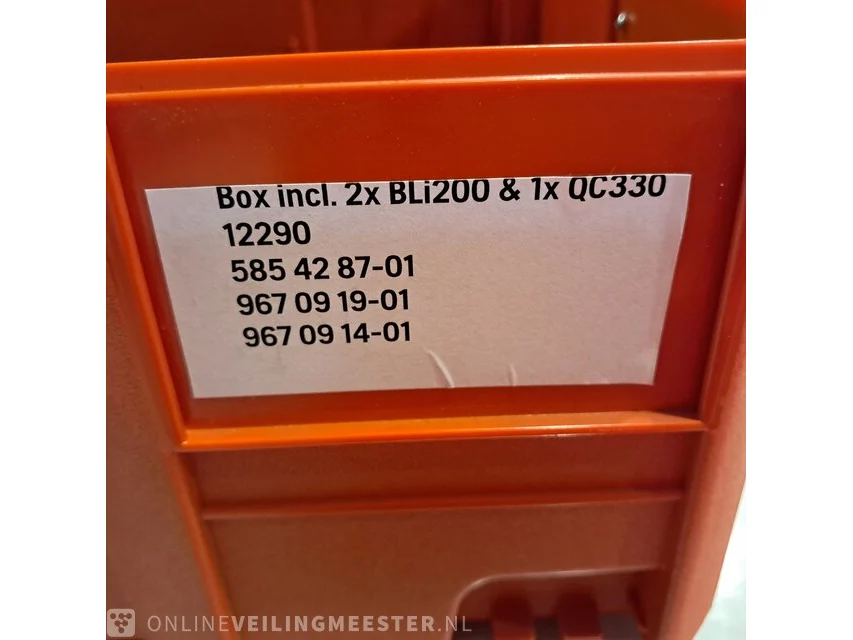 Box incl. 2x BLi200 & 1x QC330
12290
585 42 87-01
967 09 19-01
967 09 14-01
ONLINEVEILINGMEESTER.NL